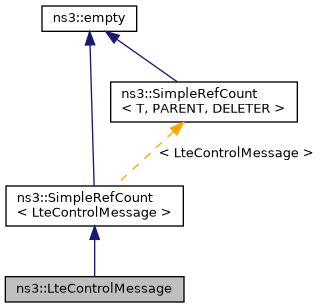 ns3::empty
ns3::SimpleRefCount
< T, PARENT, DELETER >
< LteControlMessage >
ns3::SimpleRefCount
< LteControlMessage >
ns3::LteControlMessage